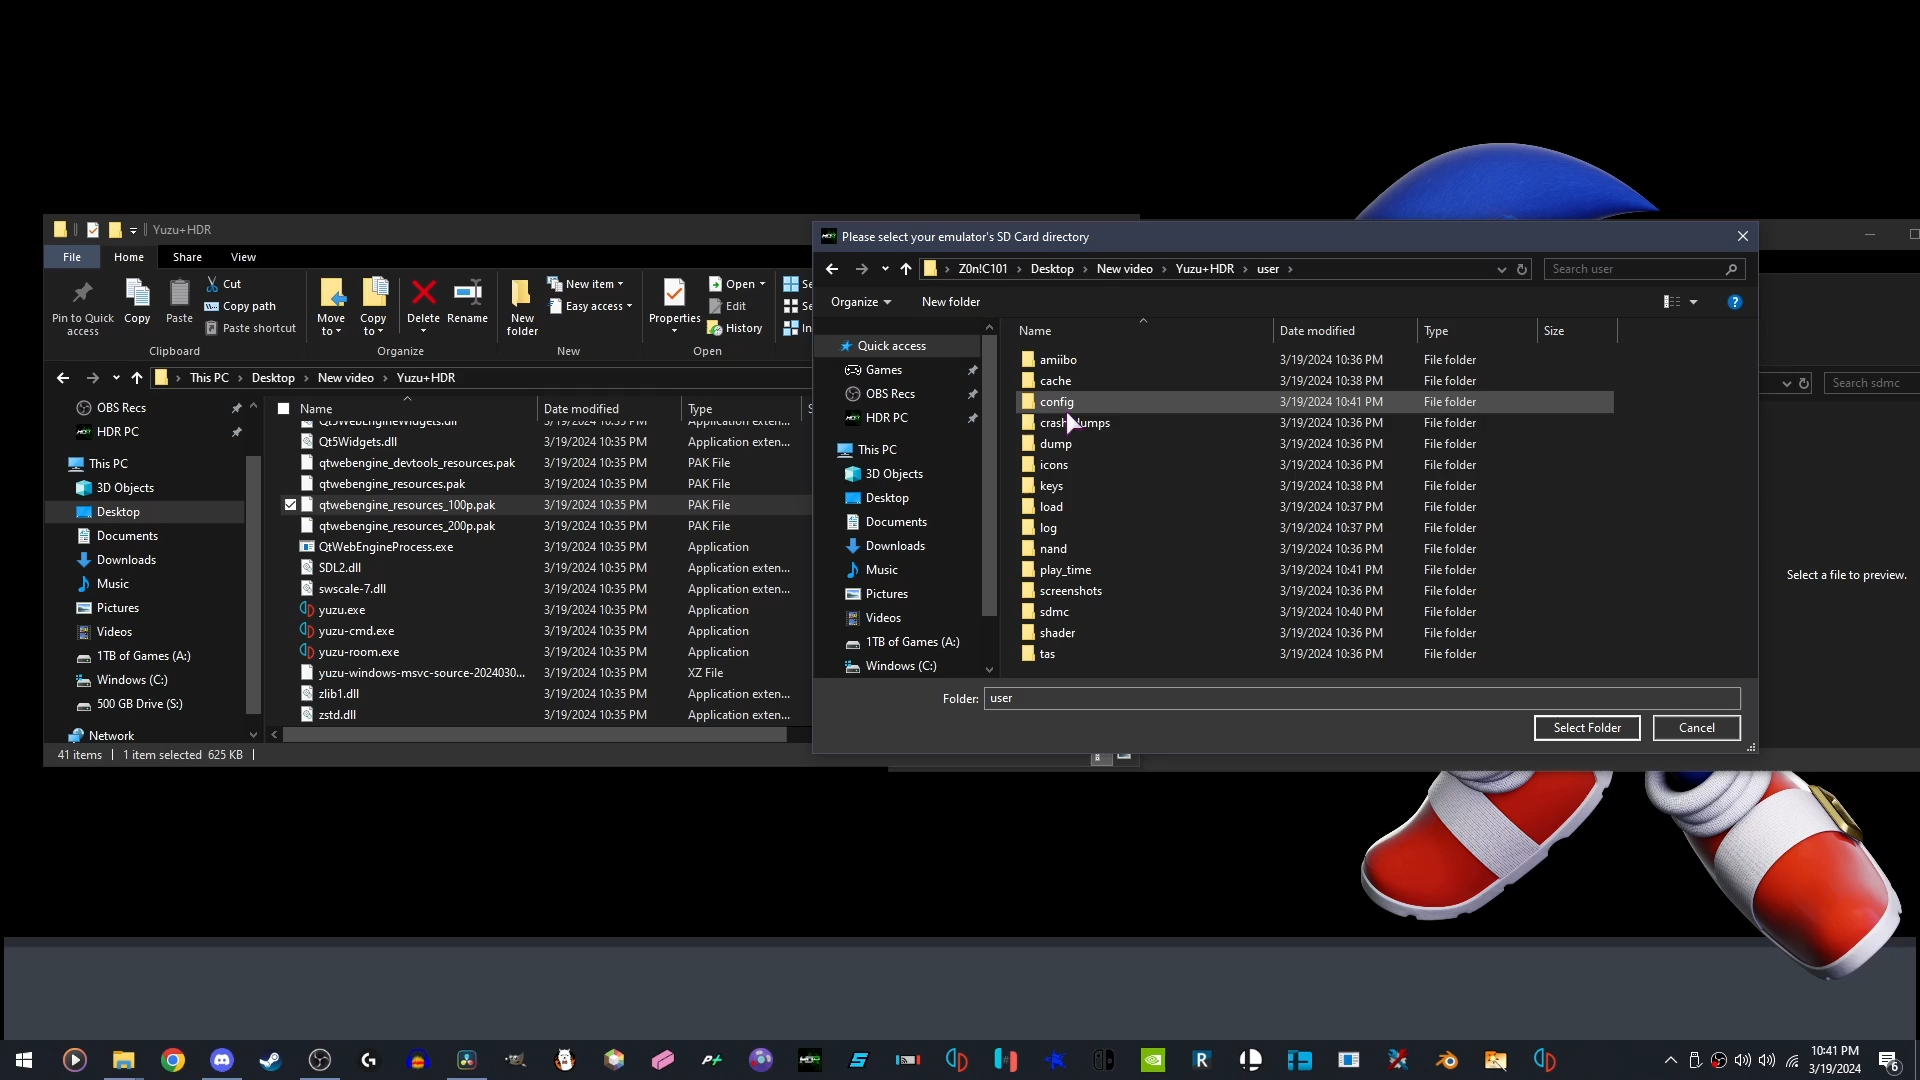 Yuzu+HDR
File Home Share View
Pin to Quick access
Copy
Paste
Cut
Copy path
Paste shortcut
Clipboard
Move to
Copy to
Delete
Rename
Organize
New folder
New item
Easy access
New
Properties
Open
Edit
History
Open
This PC Desktop New video Yuzu+HDR
OBS Recs
HDR PC
This PC
3D Objects
Desktop
Documents
Downloads
Music
Pictures
Videos
1TB of Games (A:)
Windows (C:)
500 GB Drive (S:)
Network
Name Date modified Type
Qt5WebEngineWidgets.dll 3/19/2024 10:35 PM Application exten...
Qt5Widgets.dll 3/19/2024 10:35 PM Application exten...
qtwebengine_devtools_resources.pak 3/19/2024 10:35 PM PAK File
qtwebengine_resources.pak 3/19/2024 10:35 PM PAK File
qtwebengine_resources_100p.pak 3/19/2024 10:35 PM PAK File
qtwebengine_resources_200p.pak 3/19/2024 10:35 PM PAK File
QtWebEngineProcess.exe 3/19/2024 10:35 PM Application
SDL2.dll 3/19/2024 10:35 PM Application exten...
swscale-7.dll 3/19/2024 10:35 PM Application exten...
yuzu.exe 3/19/2024 10:35 PM Application
yuzu-cmd.exe 3/19/2024 10:35 PM Application
yuzu-room.exe 3/19/2024 10:35 PM Application
yuzu-windows-msvc-source-2024030... 3/19/2024 10:35 PM XZ File
zlib1.dll 3/19/2024 10:35 PM Application exten...
zstd.dll 3/19/2024 10:35 PM Application exten...
41 items 1 item selected 625 KB
Please select your emulator's SD Card directory
Z0n!C101 Desktop New video Yuzu+HDR user
Search user
Organize New folder
Quick access
Games
OBS Recs
HDR PC
This PC
3D Objects
Desktop
Documents
Downloads
Music
Pictures
Videos
1TB of Games (A:)
Windows (C:)
Name Date modified Type Size
amiibo 3/19/2024 10:36 PM File folder
cache 3/19/2024 10:38 PM File folder
config 3/19/2024 10:41 PM File folder
3/19/2024 10:36 PM File folder
dump 3/19/2024 10:36 PM File folder
icons 3/19/2024 10:36 PM File folder
keys 3/19/2024 10:38 PM File folder
load 3/19/2024 10:37 PM File folder
log 3/19/2024 10:37 PM File folder
nand 3/19/2024 10:36 PM File folder
play_time 3/19/2024 10:41 PM File folder
screenshots 3/19/2024 10:36 PM File folder
sdmc 3/19/2024 10:40 PM File folder
shader 3/19/2024 10:36 PM File folder
tas 3/19/2024 10:36 PM File folder
Folder: user
Select Folder Cancel
Search sdmc
Select a file to preview.
10:41 PM
3/19/2024
6